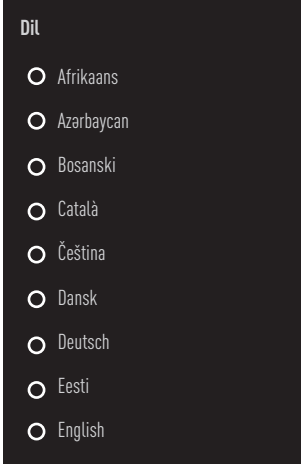 Dil
Afrikaans
Azərbaycan
Bosanski
Català
Čeština
Dansk
Deutsch
Eesti
English